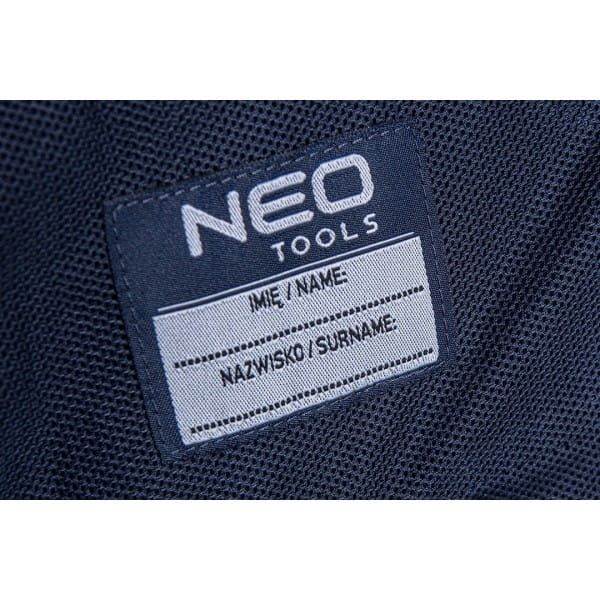 NEO
TOOLS
IMIĘ / NAME:
NAZWISKO / SURNAME: